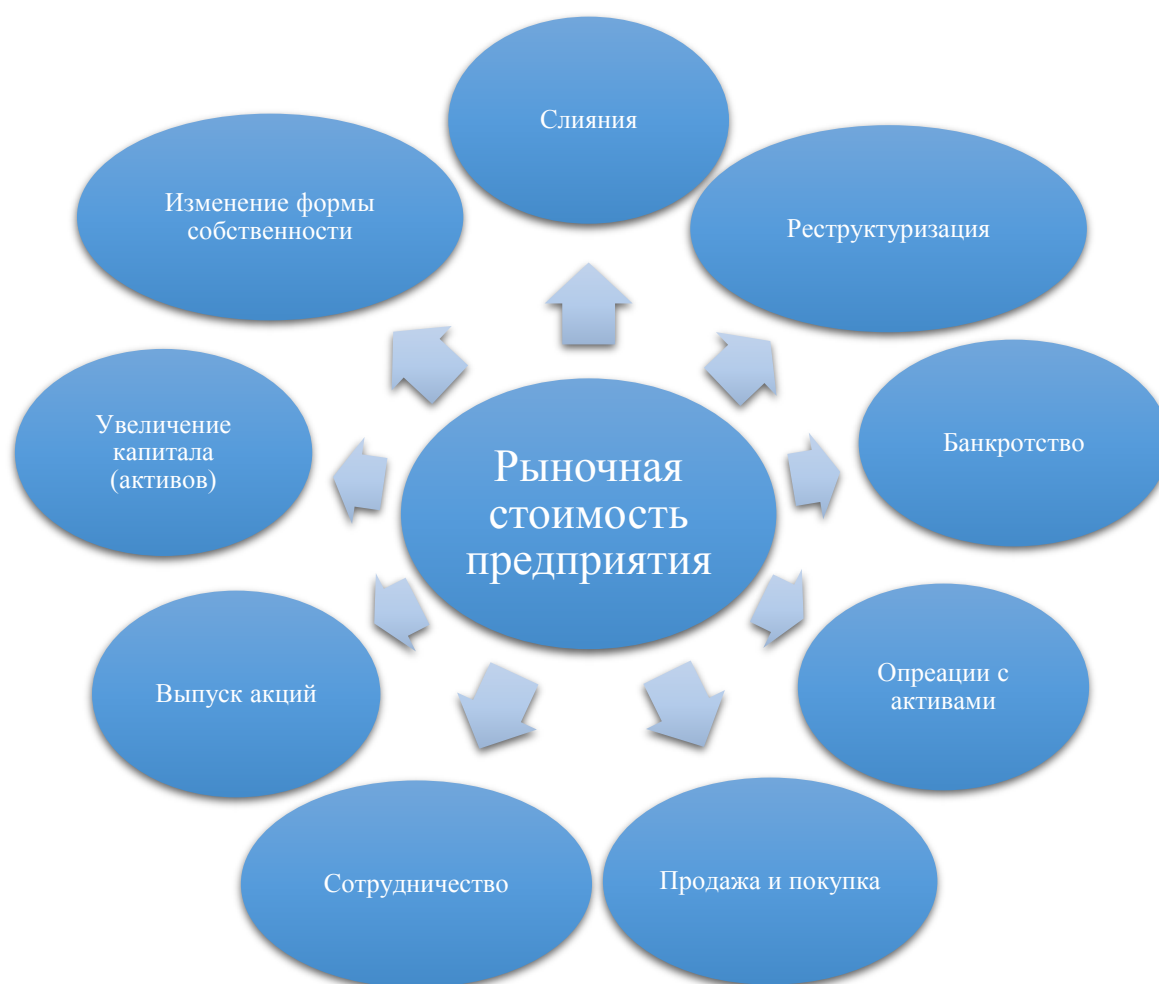 Слияния
Изменение формы
собственности
Реструктуризация
Увеличение
капитала
(активов)
Банкротство
Рыночная
стоимость
предприятия
Выпуск акций
Опреации с
активами
Сотрудничество
Продажа и покупка